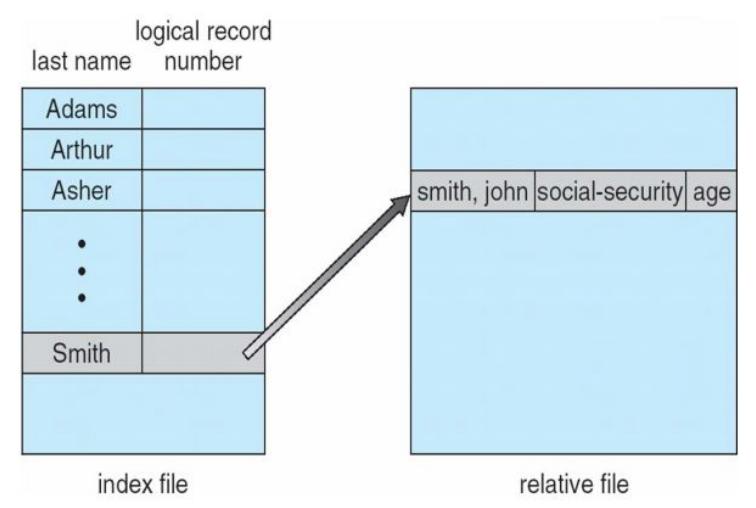 logical record
last name number
Adams
Arthur
Asher
Smith
index file
smith, john social-security age
relative file